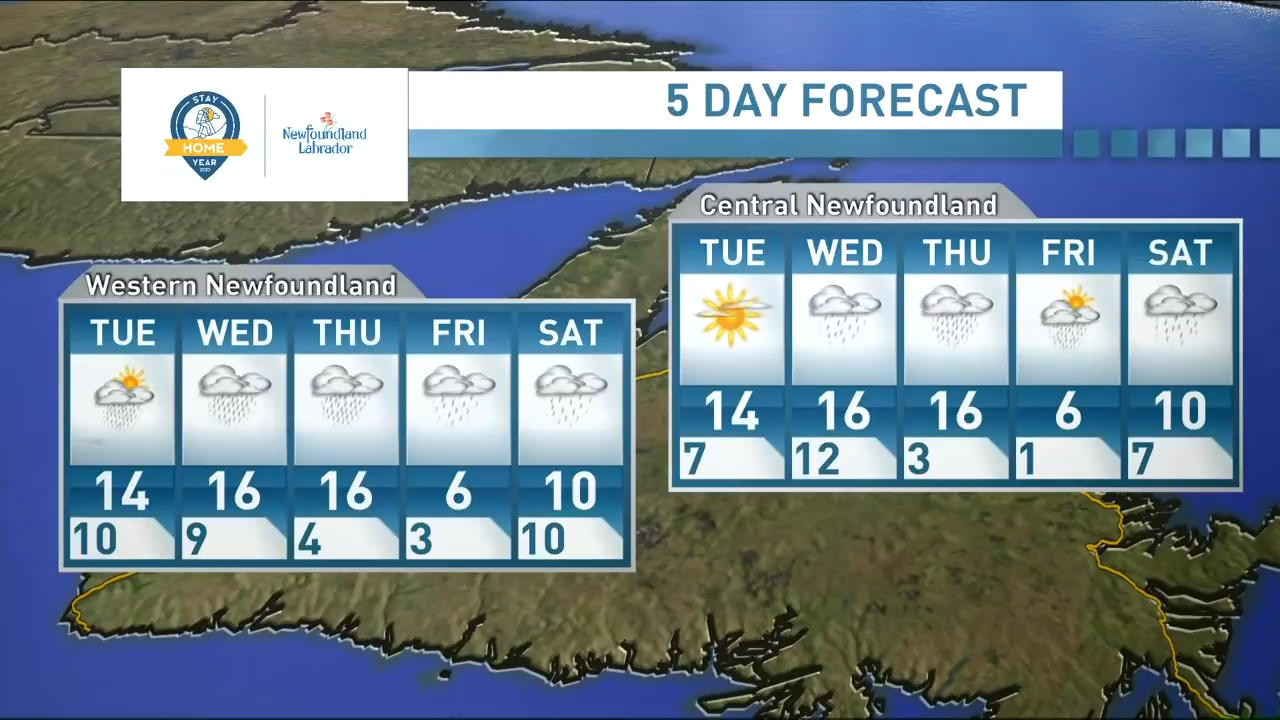 5 DAY FORECAST
STAY
HOME
YEAR
2020
Newfoundland
Labrador
Central Newfoundland
TUE WED THU FRI SAT
14 16 16 6 10
7 12 3 1 7
Western Newfoundland
TUE WED THU FRI SAT
14 16 16 6 10
10 9 4 3 10